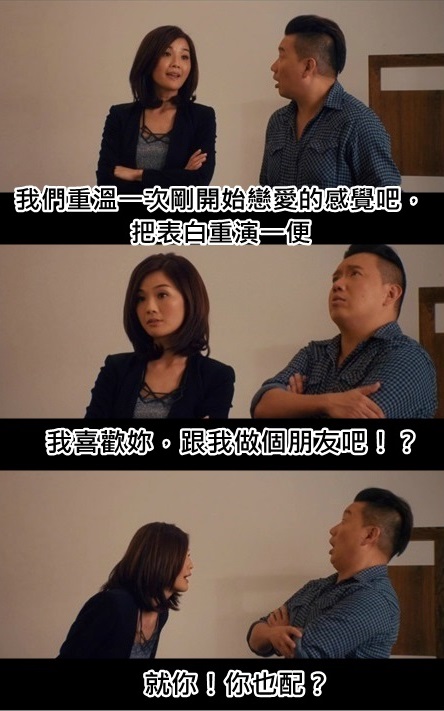 我們重溫一次剛開始戀愛的感覺吧，
把表白重演一便
我喜歡妳，跟我做個朋友吧！？
就你！你也配？